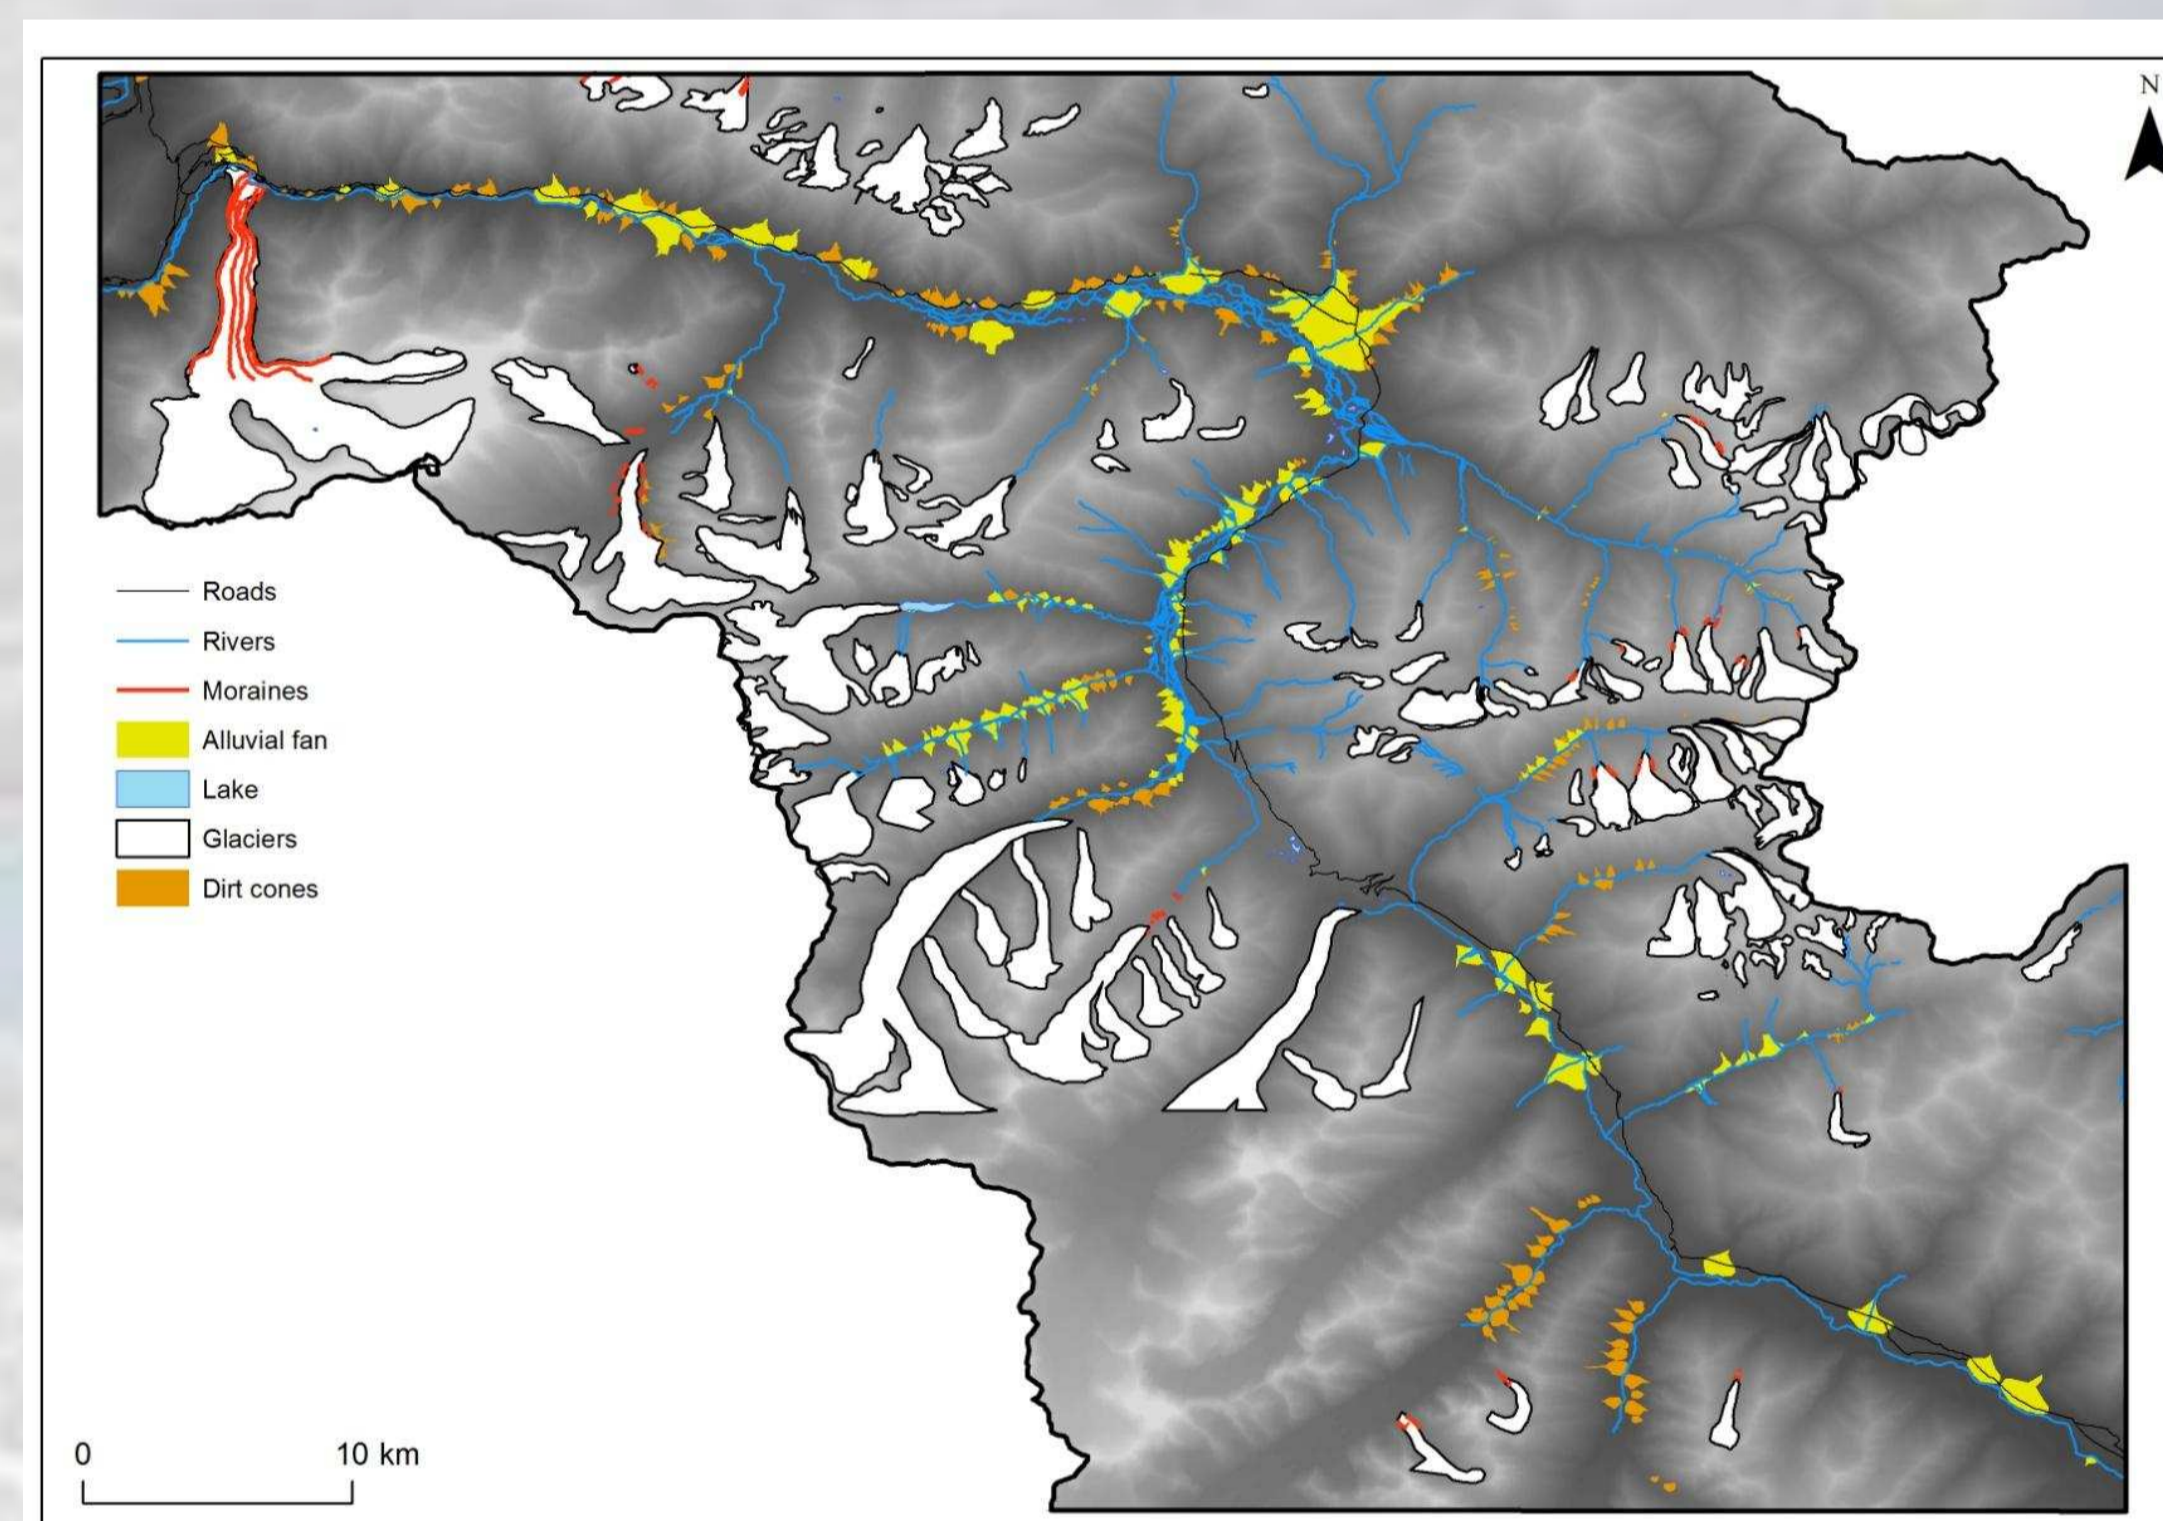 N
Roads
Rivers
Moraines
Alluvial fan
Lake
Glaciers
Dirt cones
0 10 km